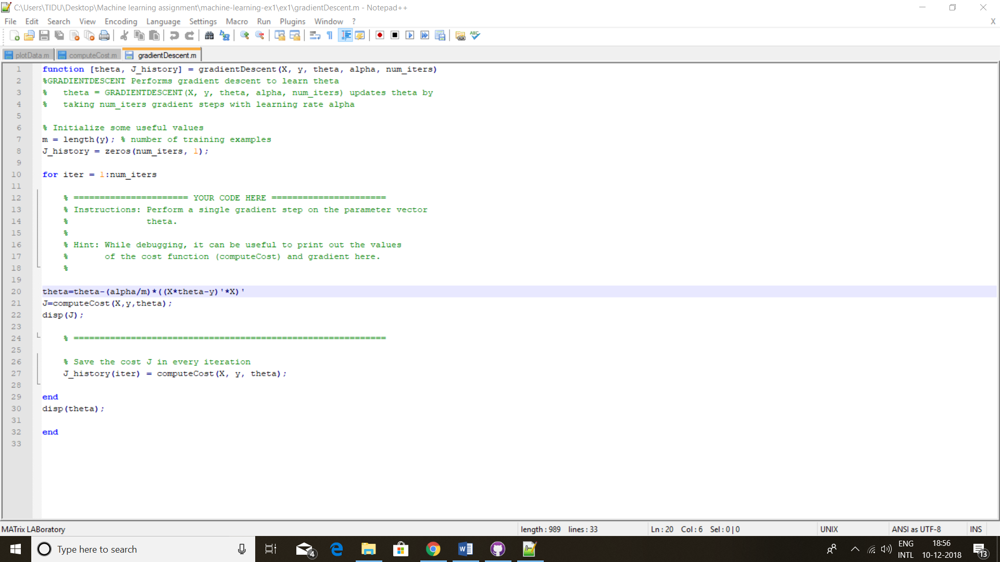 C:\Users\TIDU\Desktop\Machine learning assignment\machine-learning-ex1\ex1\gradientDescent.m - Notepad++
File Edit Search View Encoding Language Settings Macro Run Plugins Window ? X
plotData.m computeCost.m gradientDescent.m
1 function [theta, J_history] = gradientDescent(X, y, theta, alpha, num_iters)
2 %GRADIENTDESCENT Performs gradient descent to learn theta
3 %   theta = GRADIENTDESCENT(X, y, theta, alpha, num_iters) updates theta by
4 %   taking num_iters gradient steps with learning rate alpha
5
6 % Initialize some useful values
7 m = length(y); % number of training examples
8 J_history = zeros(num_iters, 1);
9
10 for iter = 1:num_iters
11
12     % ====================== YOUR CODE HERE ======================
13     % Instructions: Perform a single gradient step on the parameter vector
14     %               theta.
15     %
16     % Hint: While debugging, it can be useful to print out the values
17     %       of the cost function (computeCost) and gradient here.
18     %
19
20 theta=theta-(alpha/m)*((X*theta-y)'*X)'
21 J=computeCost(X,y,theta);
22 disp(J);
23
24     % ============================================================
25
26     % Save the cost J in every iteration
27     J_history(iter) = computeCost(X, y, theta);
28
29 end
30 disp(theta);
31
32 end
33
MATrix LABoratory length : 989 lines : 33 Ln : 20 Col : 6 Sel : 0 | 0 UNIX ANSI as UTF-8 INS
Type here to search 4 ENG 18:56
INTL 10-12-2018 13